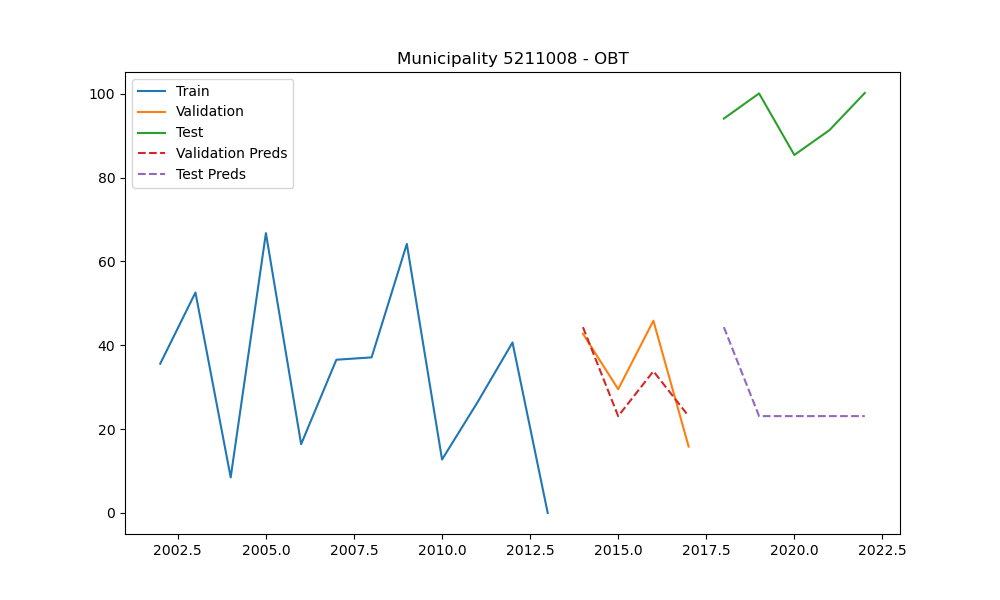 Municipality 5211008 - OBT
Train
Validation
Test
Validation Preds
Test Preds
100
80
60
40
20
0
2002.5 2005.0 2007.5 2010.0 2012.5 2015.0 2017.5 2020.0 2022.5